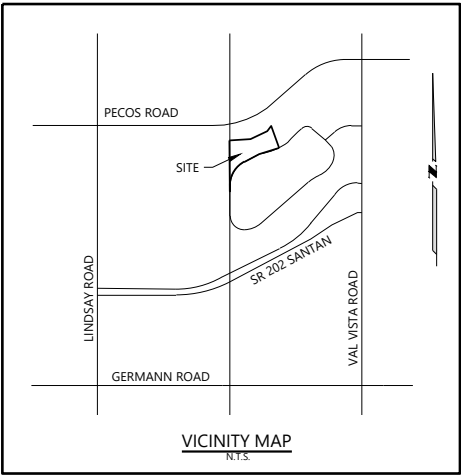 PECOS ROAD
SITE
N
SR 202 SANTAN
LINDSAY ROAD
VAL VISTA ROAD
GERMANN ROAD
VICINITY MAP
N.T.S.